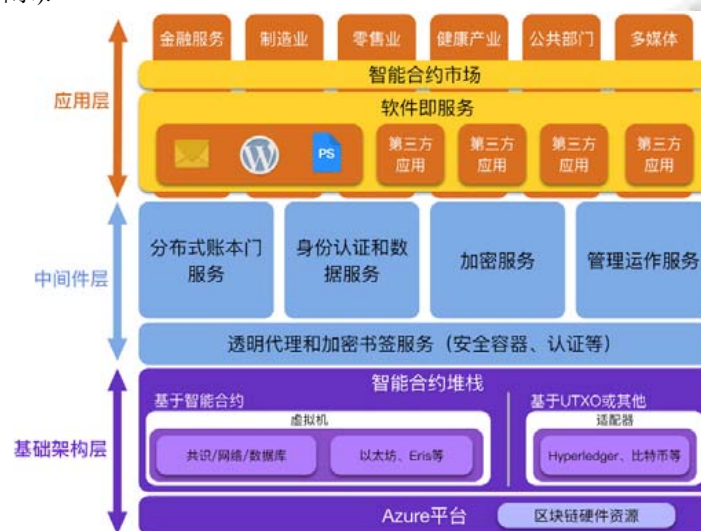 金融服务 制造业 零售业 健康产业 公共部门 多媒体
智能合约市场
应用层
软件即服务
PS
第三方应用 第三方应用 第三方应用 第三方应用
中间件层
分布式账本门
服务
身份认证和数
据服务
加密服务
管理运作服务
透明代理和加密书签服务（安全容器、认证等）
基础架构层
智能合约堆栈
基于智能合约
虚拟机
共识/网络/数据库
以太坊、Eris等
基于UTXO或其他
适配器
Hyperledger、比特币等
Azure平台
区块链硬件资源